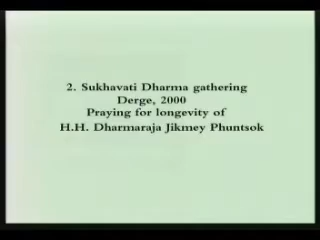 2. Sukhavati Dharma gathering
Derge, 2000
Praying for longevity of
H.H. Dharmaraja Jikmey Phuntsok